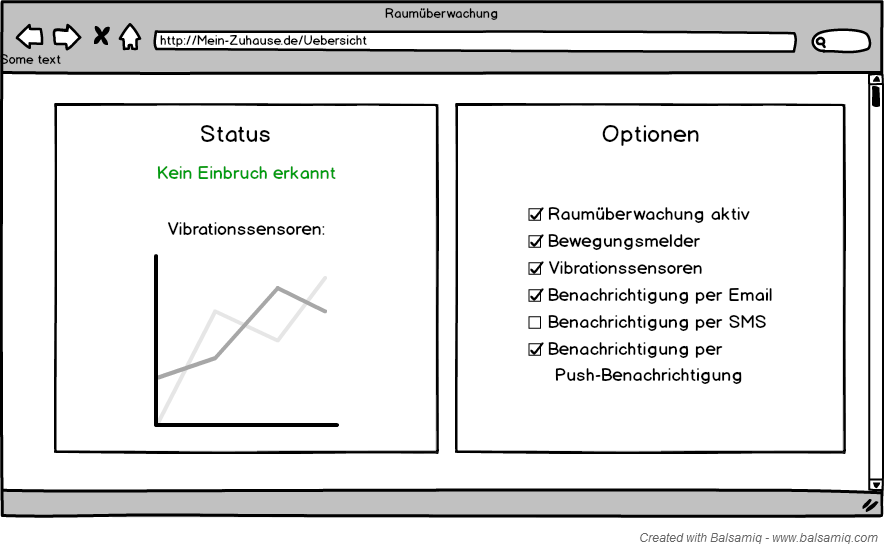 Raumüberwachung
http://Mein-Zuhause.de/Uebersicht
Some text
Status
Kein Einbruch erkannt
Vibrationssensoren:
Optionen
Raumüberwachung aktiv
Bewegungsmelder
Vibrationssensoren
Benachrichtigung per Email
Benachrichtigung per SMS
Benachrichtigung per
Push-Benachrichtigung
Created with Balsamiq - www.balsamiq.com